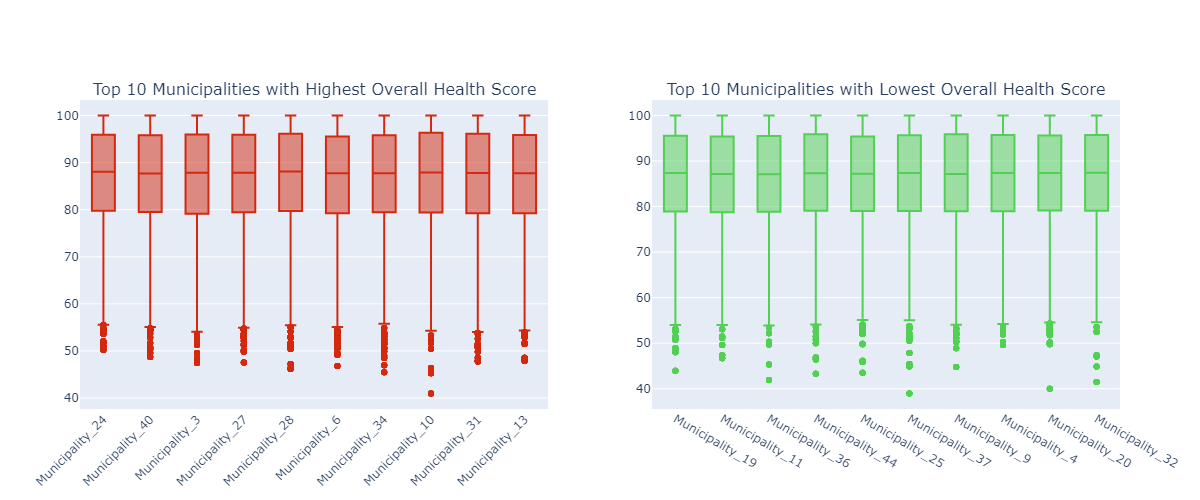 Top 10 Municipalities with Highest Overall Health Score
100
90
80
70
60
50
40
Municipality_24
Municipality_40
Municipality_3
Municipality_27
Municipality_28
Municipality_6
Municipality_34
Municipality_10
Municipality_31
Municipality_13
Top 10 Municipalities with Lowest Overall Health Score
100
90
80
70
60
50
40
Municipality_19
Municipality_11
Municipality_36
Municipality_44
Municipality_25
Municipality_37
Municipality_9
Municipality_4
Municipality_20
Municipality_32